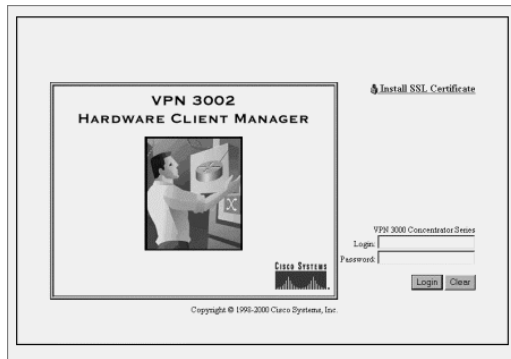 Install SSL Certificate
VPN 3002
HARDWARE CLIENT MANAGER
CISCO SYSTEMS
VPN 3000 Concentrator Series
Login:
Password:
Login Clear
Copyright © 1998-2000 Cisco Systems, Inc.